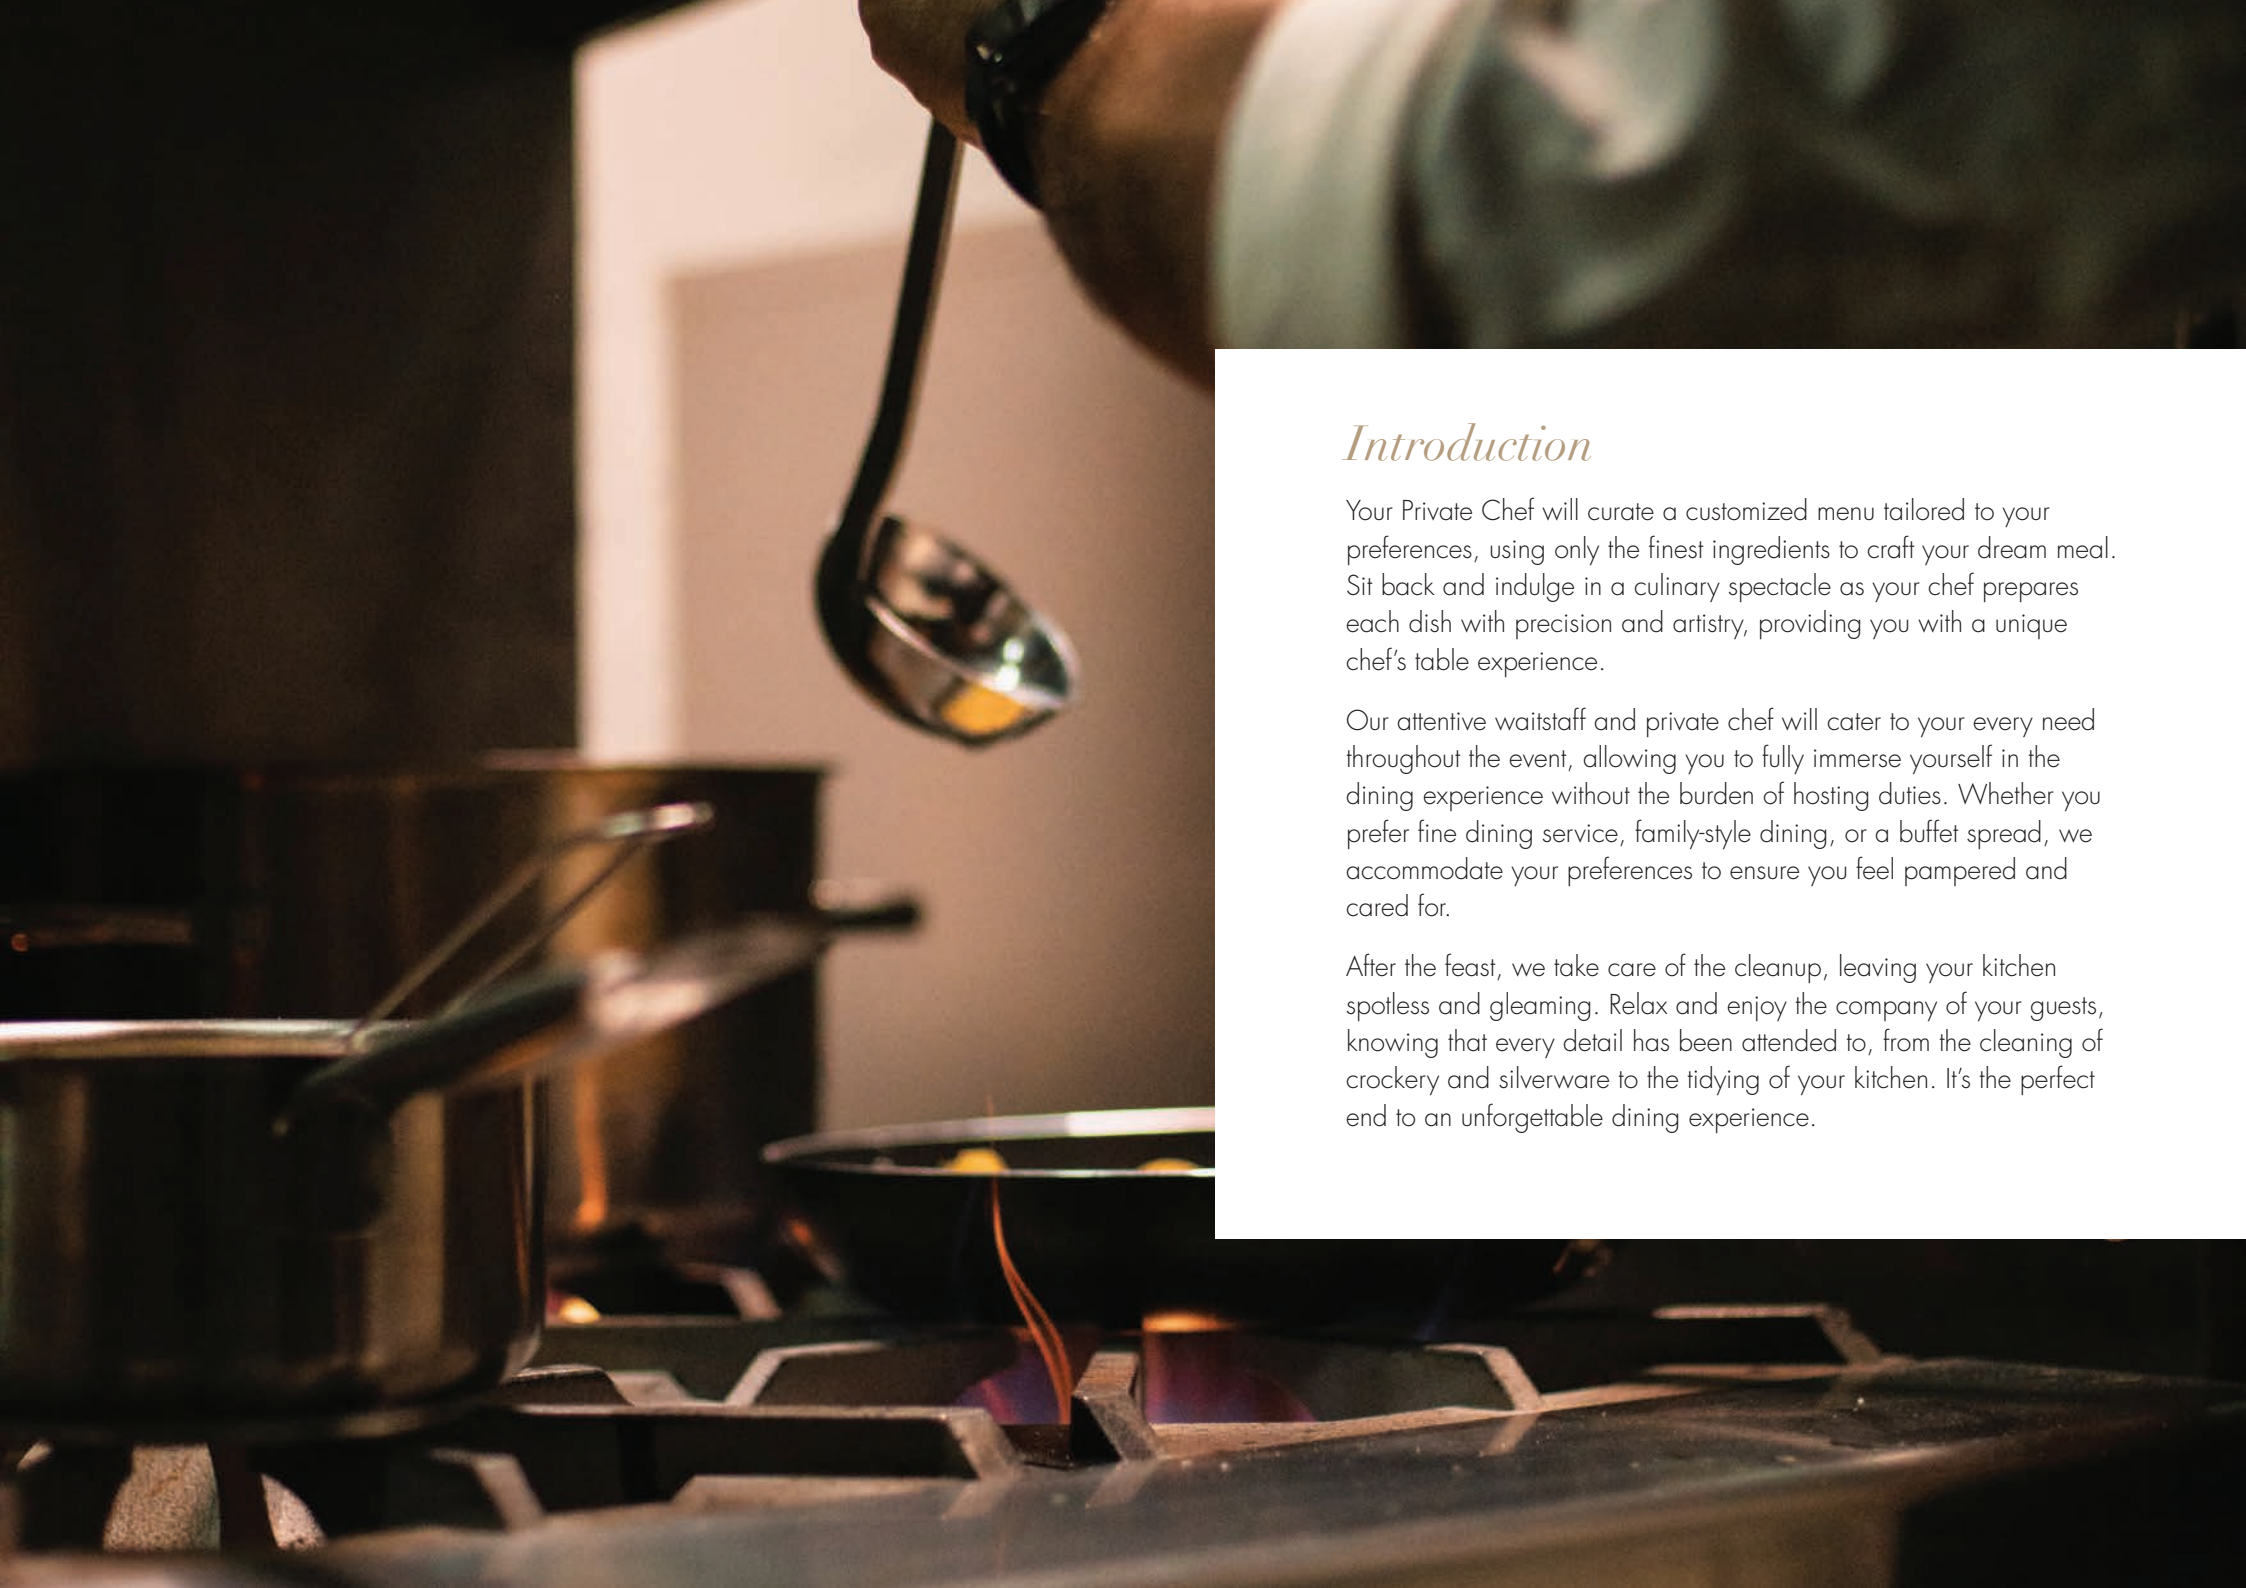 Introduction
Your Private Chef will curate a customized menu tailored to your
preferences, using only the finest ingredients to craft your dream meal.
Sit back and indulge in a culinary spectacle as your chef prepares
each dish with precision and artistry, providing you with a unique
chef’s table experience.
Our attentive waitstaff and private chef will cater to your every need
throughout the event, allowing you to fully immerse yourself in the
dining experience without the burden of hosting duties. Whether you
prefer fine dining service, family-style dining, or a buffet spread, we
accommodate your preferences to ensure you feel pampered and
cared for.
After the feast, we take care of the cleanup, leaving your kitchen
spotless and gleaming. Relax and enjoy the company of your guests,
knowing that every detail has been attended to, from the cleaning of
crockery and silverware to the tidying of your kitchen. It’s the perfect
end to an unforgettable dining experience.